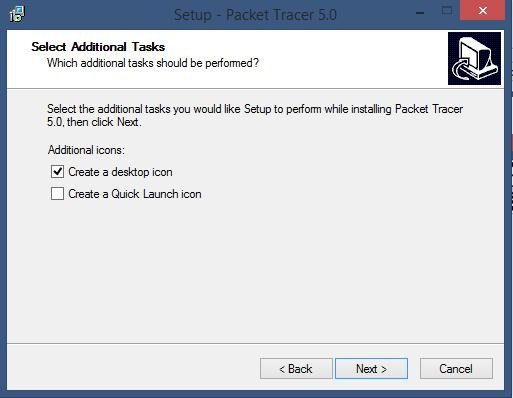 Setup - Packet Tracer 5.0
Select Additional Tasks
Which additional tasks should be performed?
Select the additional tasks you would like Setup to perform while installing Packet Tracer
5.0, then click Next.
Additional icons:
Create a desktop icon
Create a Quick Launch icon
< Back
Next >
Cancel